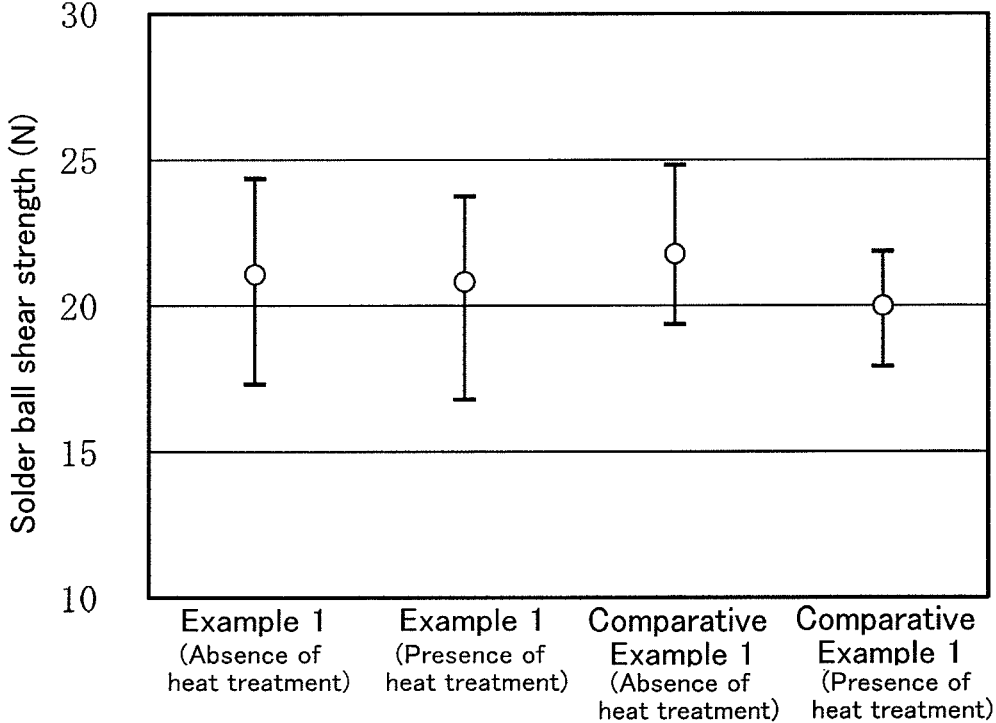 Solder ball shear strength (N)
30
25
20
15
10
Example 1
(Absence of
heat treatment)
Example 1
(Presence of
heat treatment)
Comparative
Example 1
(Absence of
heat treatment)
Comparative
Example 1
(Presence of
heat treatment)